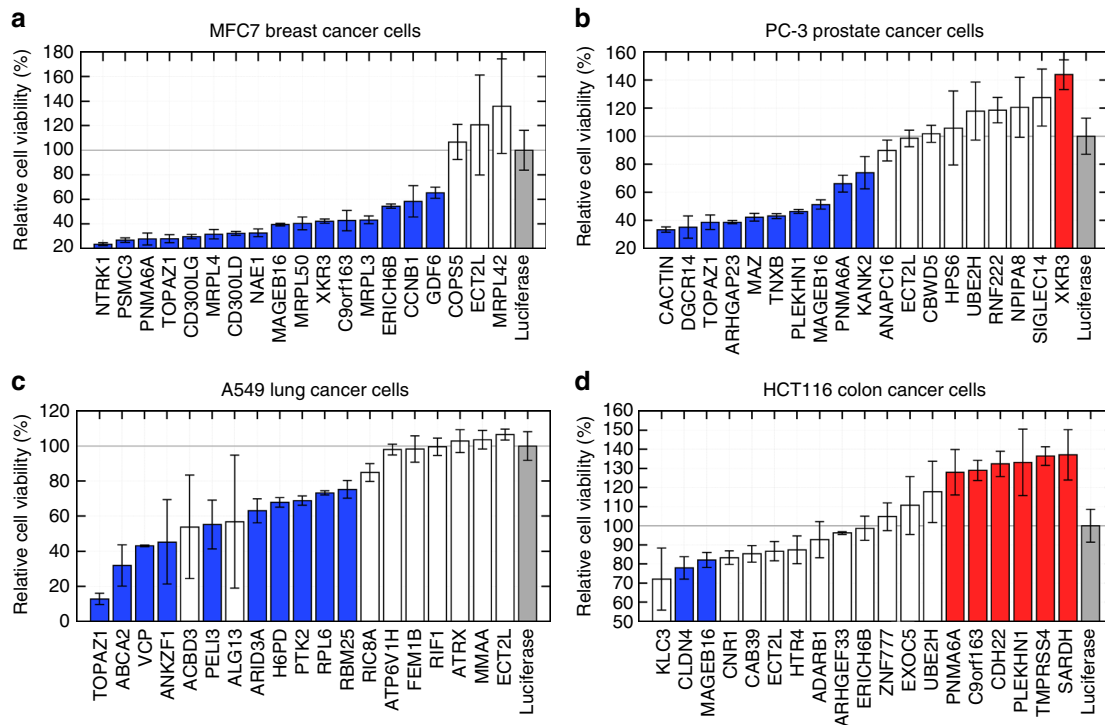 a
MFC7 breast cancer cells
Relative cell viability (%)
180
160
140
120
100
80
60
40
20
NTRK1
PSMC3
PNMA6A
TOPAZ1
CD300LG
MRPL4
CD300LD
NAE1
MAGEB16
MRPL50
XKR3
C9orf163
MRPL3
ERICH6B
CCNB1
GDF6
COPS5
ECT2L
MRPL42
Luciferase
b
PC-3 prostate cancer cells
Relative cell viability (%)
160
140
120
100
80
60
40
20
CACTIN
DGCR14
TOPAZ1
ARHGAP23
MAZ
TNXB
PLEKHN1
MAGEB16
PNMA6A
KANK2
ANAPC16
ECT2L
CBWD5
HPS6
UBE2H
RNF222
NPIPA8
SIGLEC14
XKR3
Luciferase
c
A549 lung cancer cells
Relative cell viability (%)
120
100
80
60
40
20
0
TOPAZ1
ABCA2
VCP
ANKZF1
ACBD3
PELI3
ALG13
ARID3A
H6PD
PTK2
RPL6
RBM25
RIC8A
ATP6V1H
FEM1B
RIF1
ATRX
MMAA
ECT2L
Luciferase
d
HCT116 colon cancer cells
Relative cell viability (%)
160
150
140
130
120
110
100
90
80
70
60
50
KLC3
CLDN4
MAGEB16
CNR1
CAB39
ECT2L
HTR4
ADARB1
ARHGEF33
ERICH6B
ZNF777
EXOC5
UBE2H
PNMA6A
C9orf163
CDH22
PLEKHN1
TMPRSS4
SARDH
Luciferase